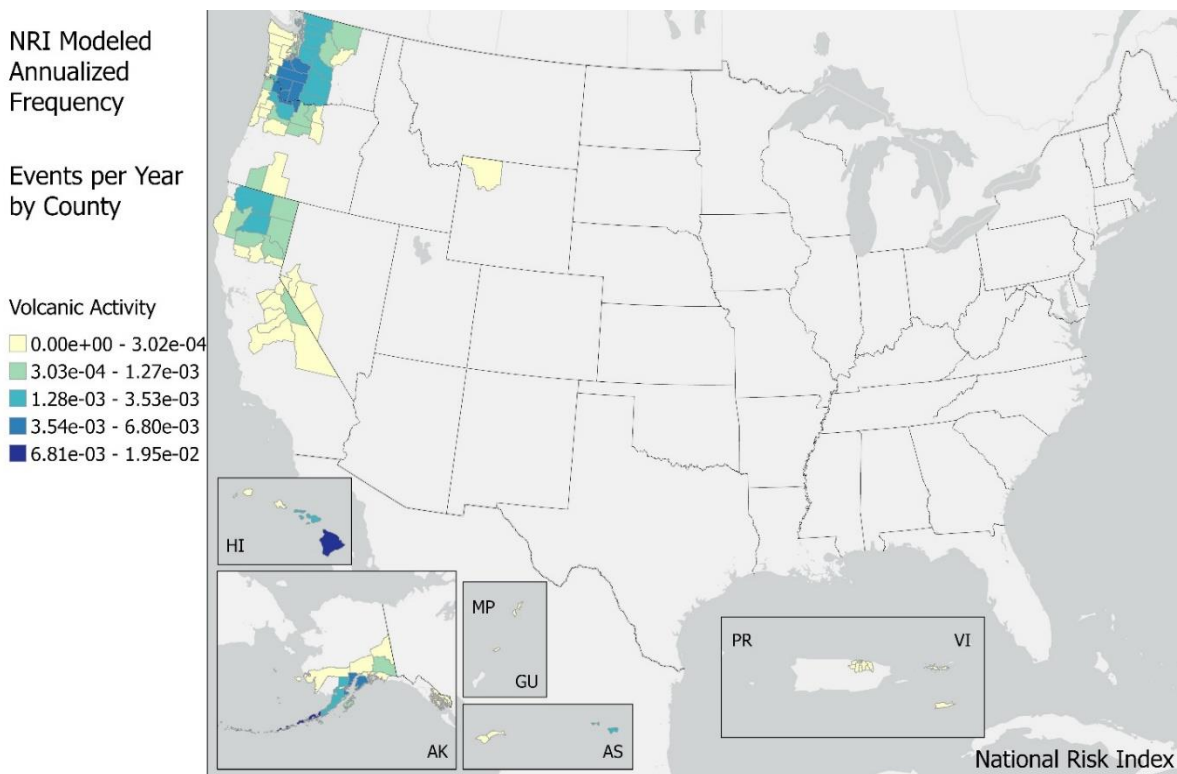 NRI Modeled
Annualized
Frequency
Events per Year
by County
Volcanic Activity
0.00e+00 - 3.02e-04
3.03e-04 - 1.27e-03
1.28e-03 - 3.53e-03
3.54e-03 - 6.80e-03
6.81e-03 - 1.95e-02
HI
AK
MP
GU
AS
PR
VI
National Risk Index